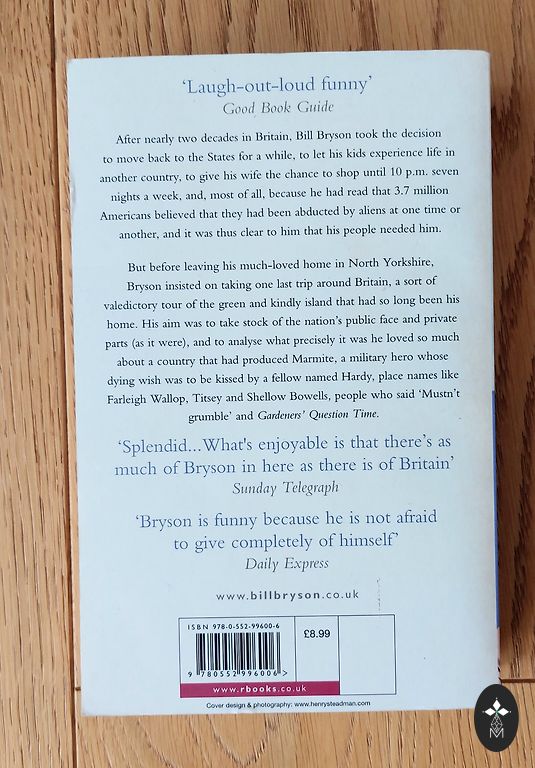 ‘Laugh-out-loud funny’
Good Book Guide
After nearly two decades in Britain, Bill Bryson took the decision
to move back to the States for a while, to let his kids experience life in
another country, to give his wife the chance to shop until 10 p.m. seven
nights a week, and, most of all, because he had read that 3.7 million
Americans believed that they had been abducted by aliens at one time or
another, and it was thus clear to him that his people needed him.
But before leaving his much-loved home in North Yorkshire,
Bryson insisted on taking one last trip around Britain, a sort of
valedictory tour of the green and kindly island that had so long been his
home. His aim was to take stock of the nation's public face and private
parts (as it were), and to analyse what precisely it was he loved so much
about a country that had produced Marmite, a military hero whose
dying wish was to be kissed by a fellow named Hardy, place names like
Farleigh Wallop, Titsey and Shellow Bowells, people who said ‘Mustn't
grumble’ and Gardeners' Question Time.
‘Splendid...What's enjoyable is that there's as
much of Bryson in here as there is of Britain’
Sunday Telegraph
‘Bryson is funny because he is not afraid
to give completely of himself’
Daily Express
www.billbryson.co.uk
ISBN 978-0-552-99600-6
£8.99
9 780552 996006 >
www.rbooks.co.uk
Cover design & photography: www.henrysteadman.com
M